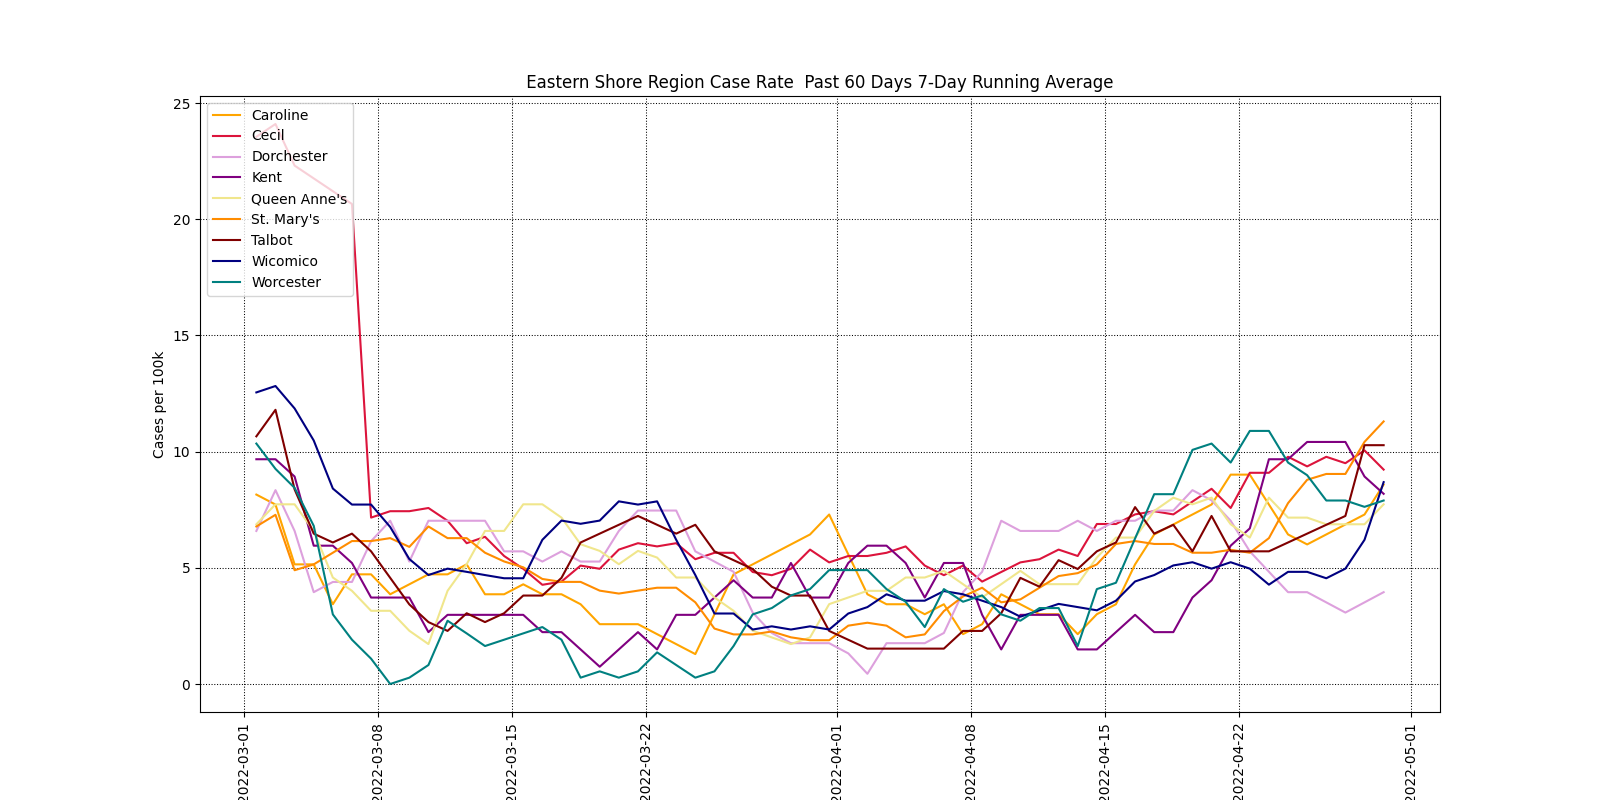 Eastern Shore Region Case Rate  Past 60 Days 7-Day Running Average
25
20
15
10
5
0
Cases per 100k
Caroline
Cecil
Dorchester
Kent
Queen Anne's
St. Mary's
Talbot
Wicomico
Worcester
2022-03-01
2022-03-08
2022-03-15
2022-03-22
2022-04-01
2022-04-08
2022-04-15
2022-04-22
2022-05-01